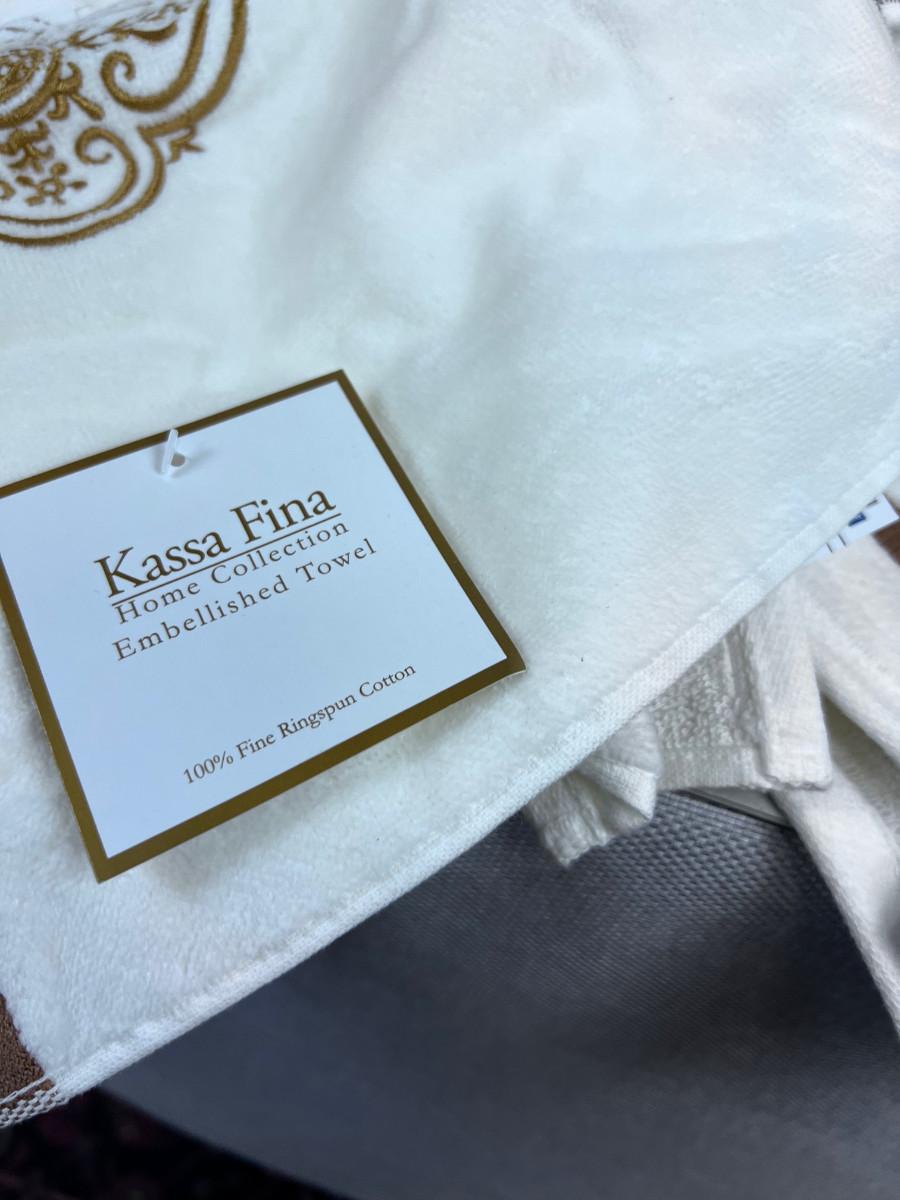 Kassa Fina
Home Collection
Embellished Towel
100% Fine Ringspun Cotton